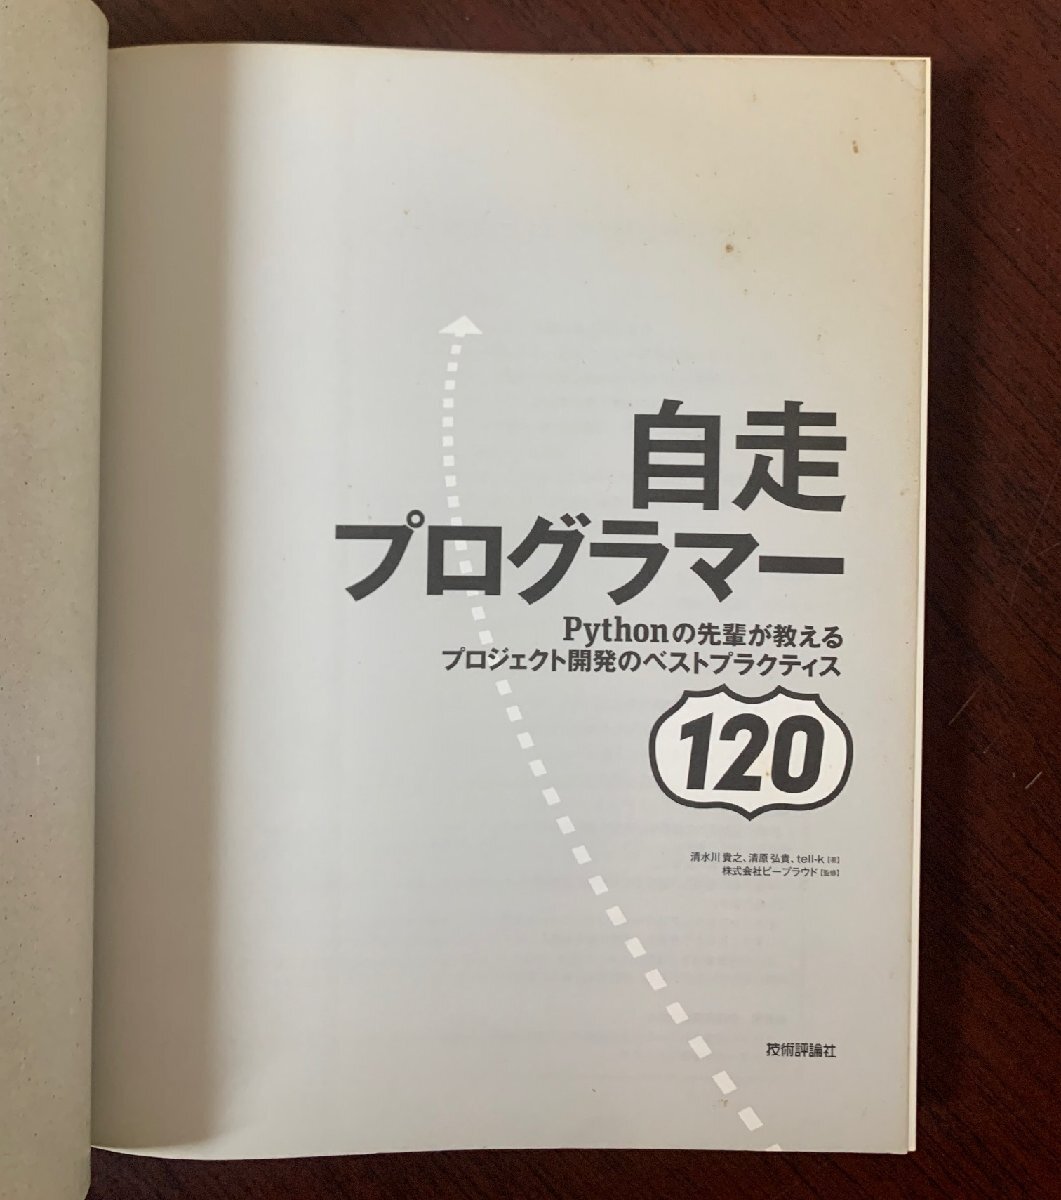 自走
プログラマー
Pythonの先輩が教える
プロジェクト開発のベストプラクティス
120
清水川 貴之、清原 弘貴、tell-k [著]
株式会社ビープラウド [監修]
技術評論社